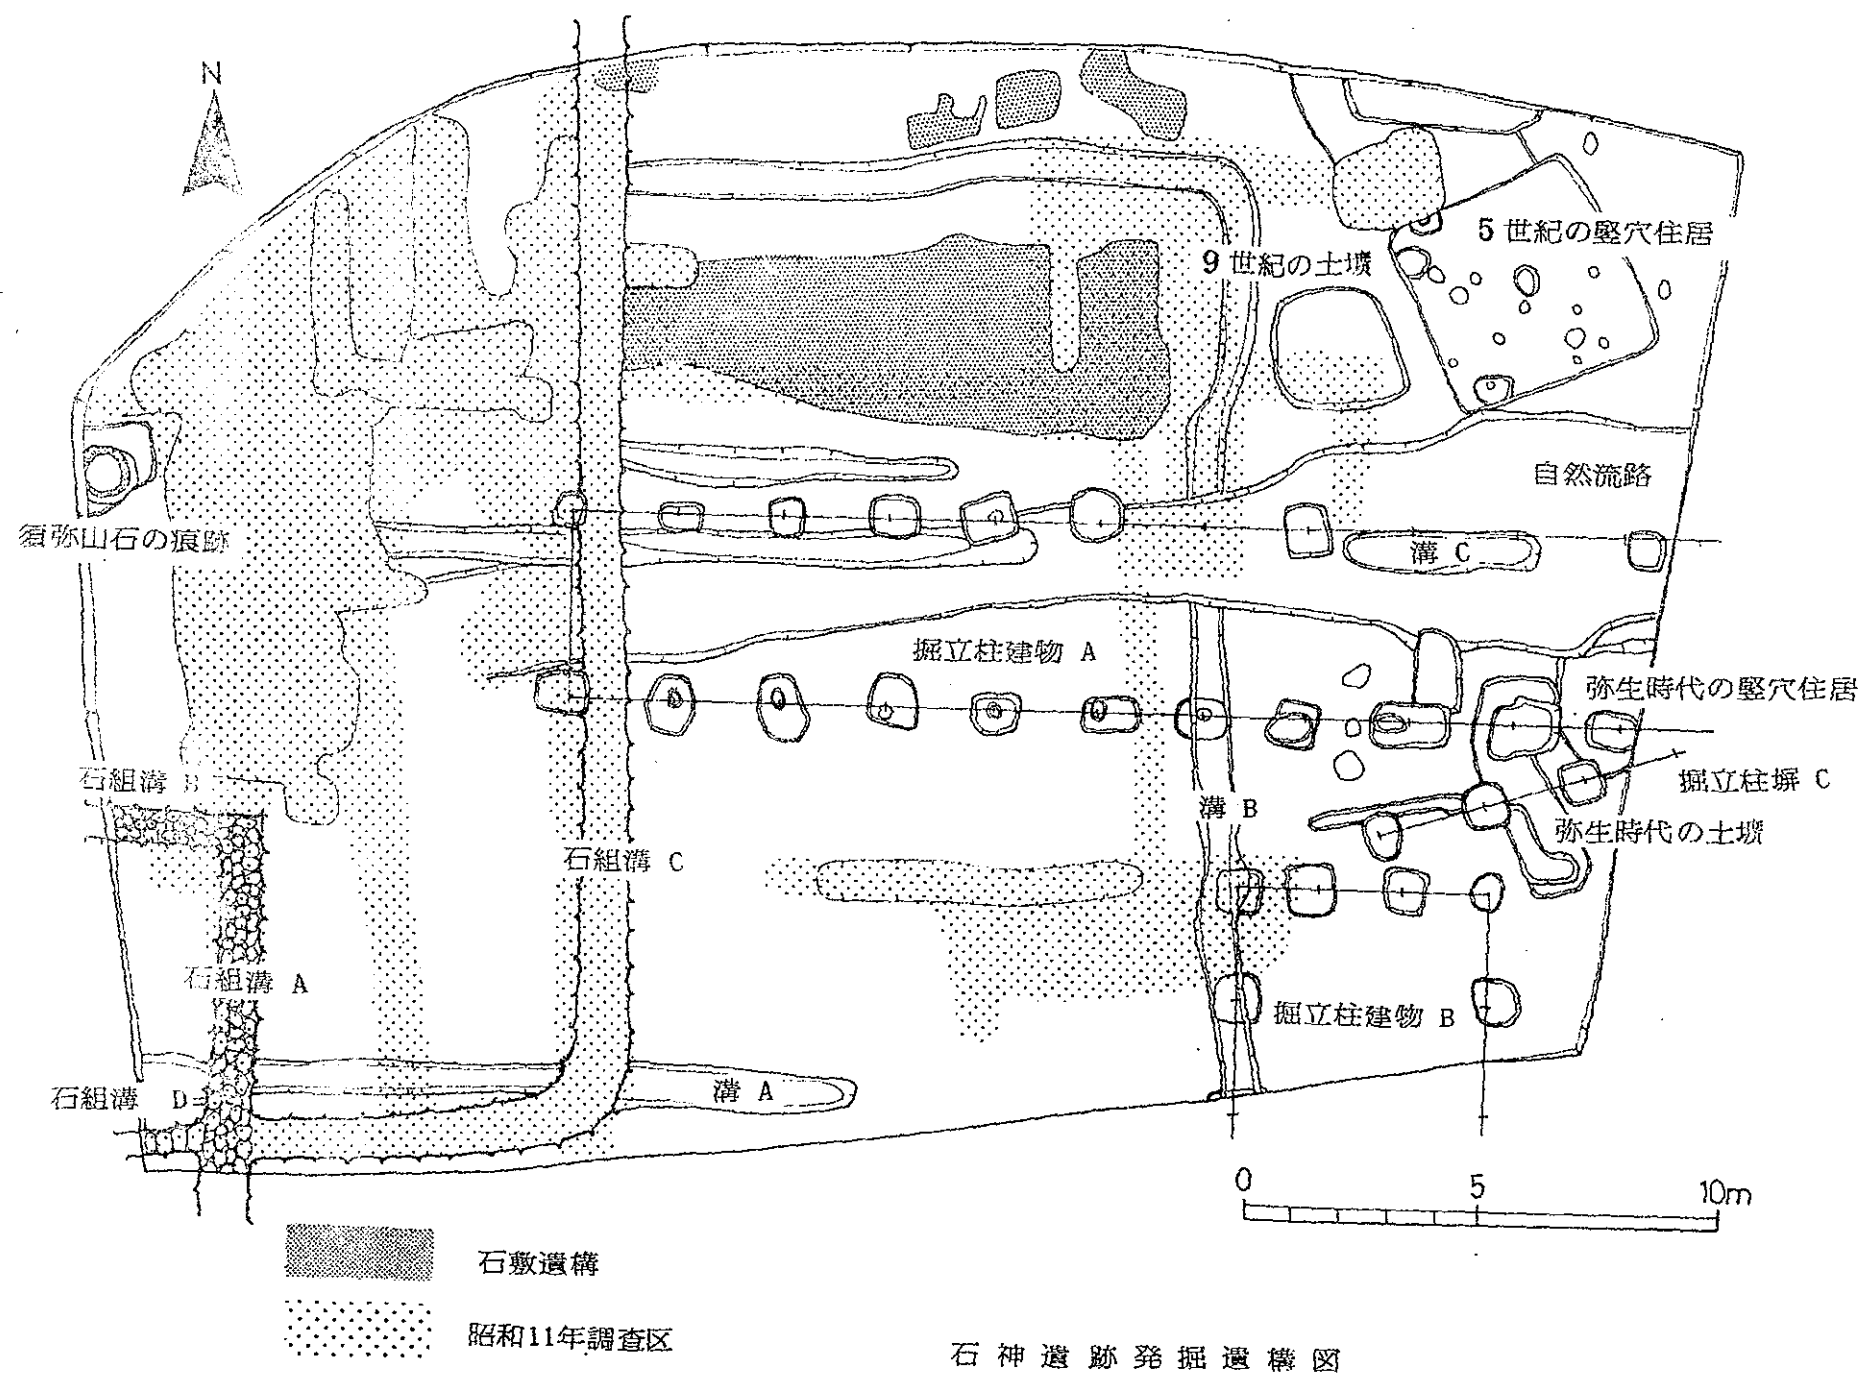 N
5世紀の竪穴住居
9世紀の土壙
自然流路
須弥山石の痕跡
溝 C
掘立柱建物 A
弥生時代の竪穴住居
石組溝 B
掘立柱塀 C
溝 B
弥生時代の土壙
石組溝 C
石組溝 A
掘立柱建物 B
石組溝 D
溝 A
0 5 10m
石敷遺構
昭和11年調査区
石神遺跡発掘遺構図